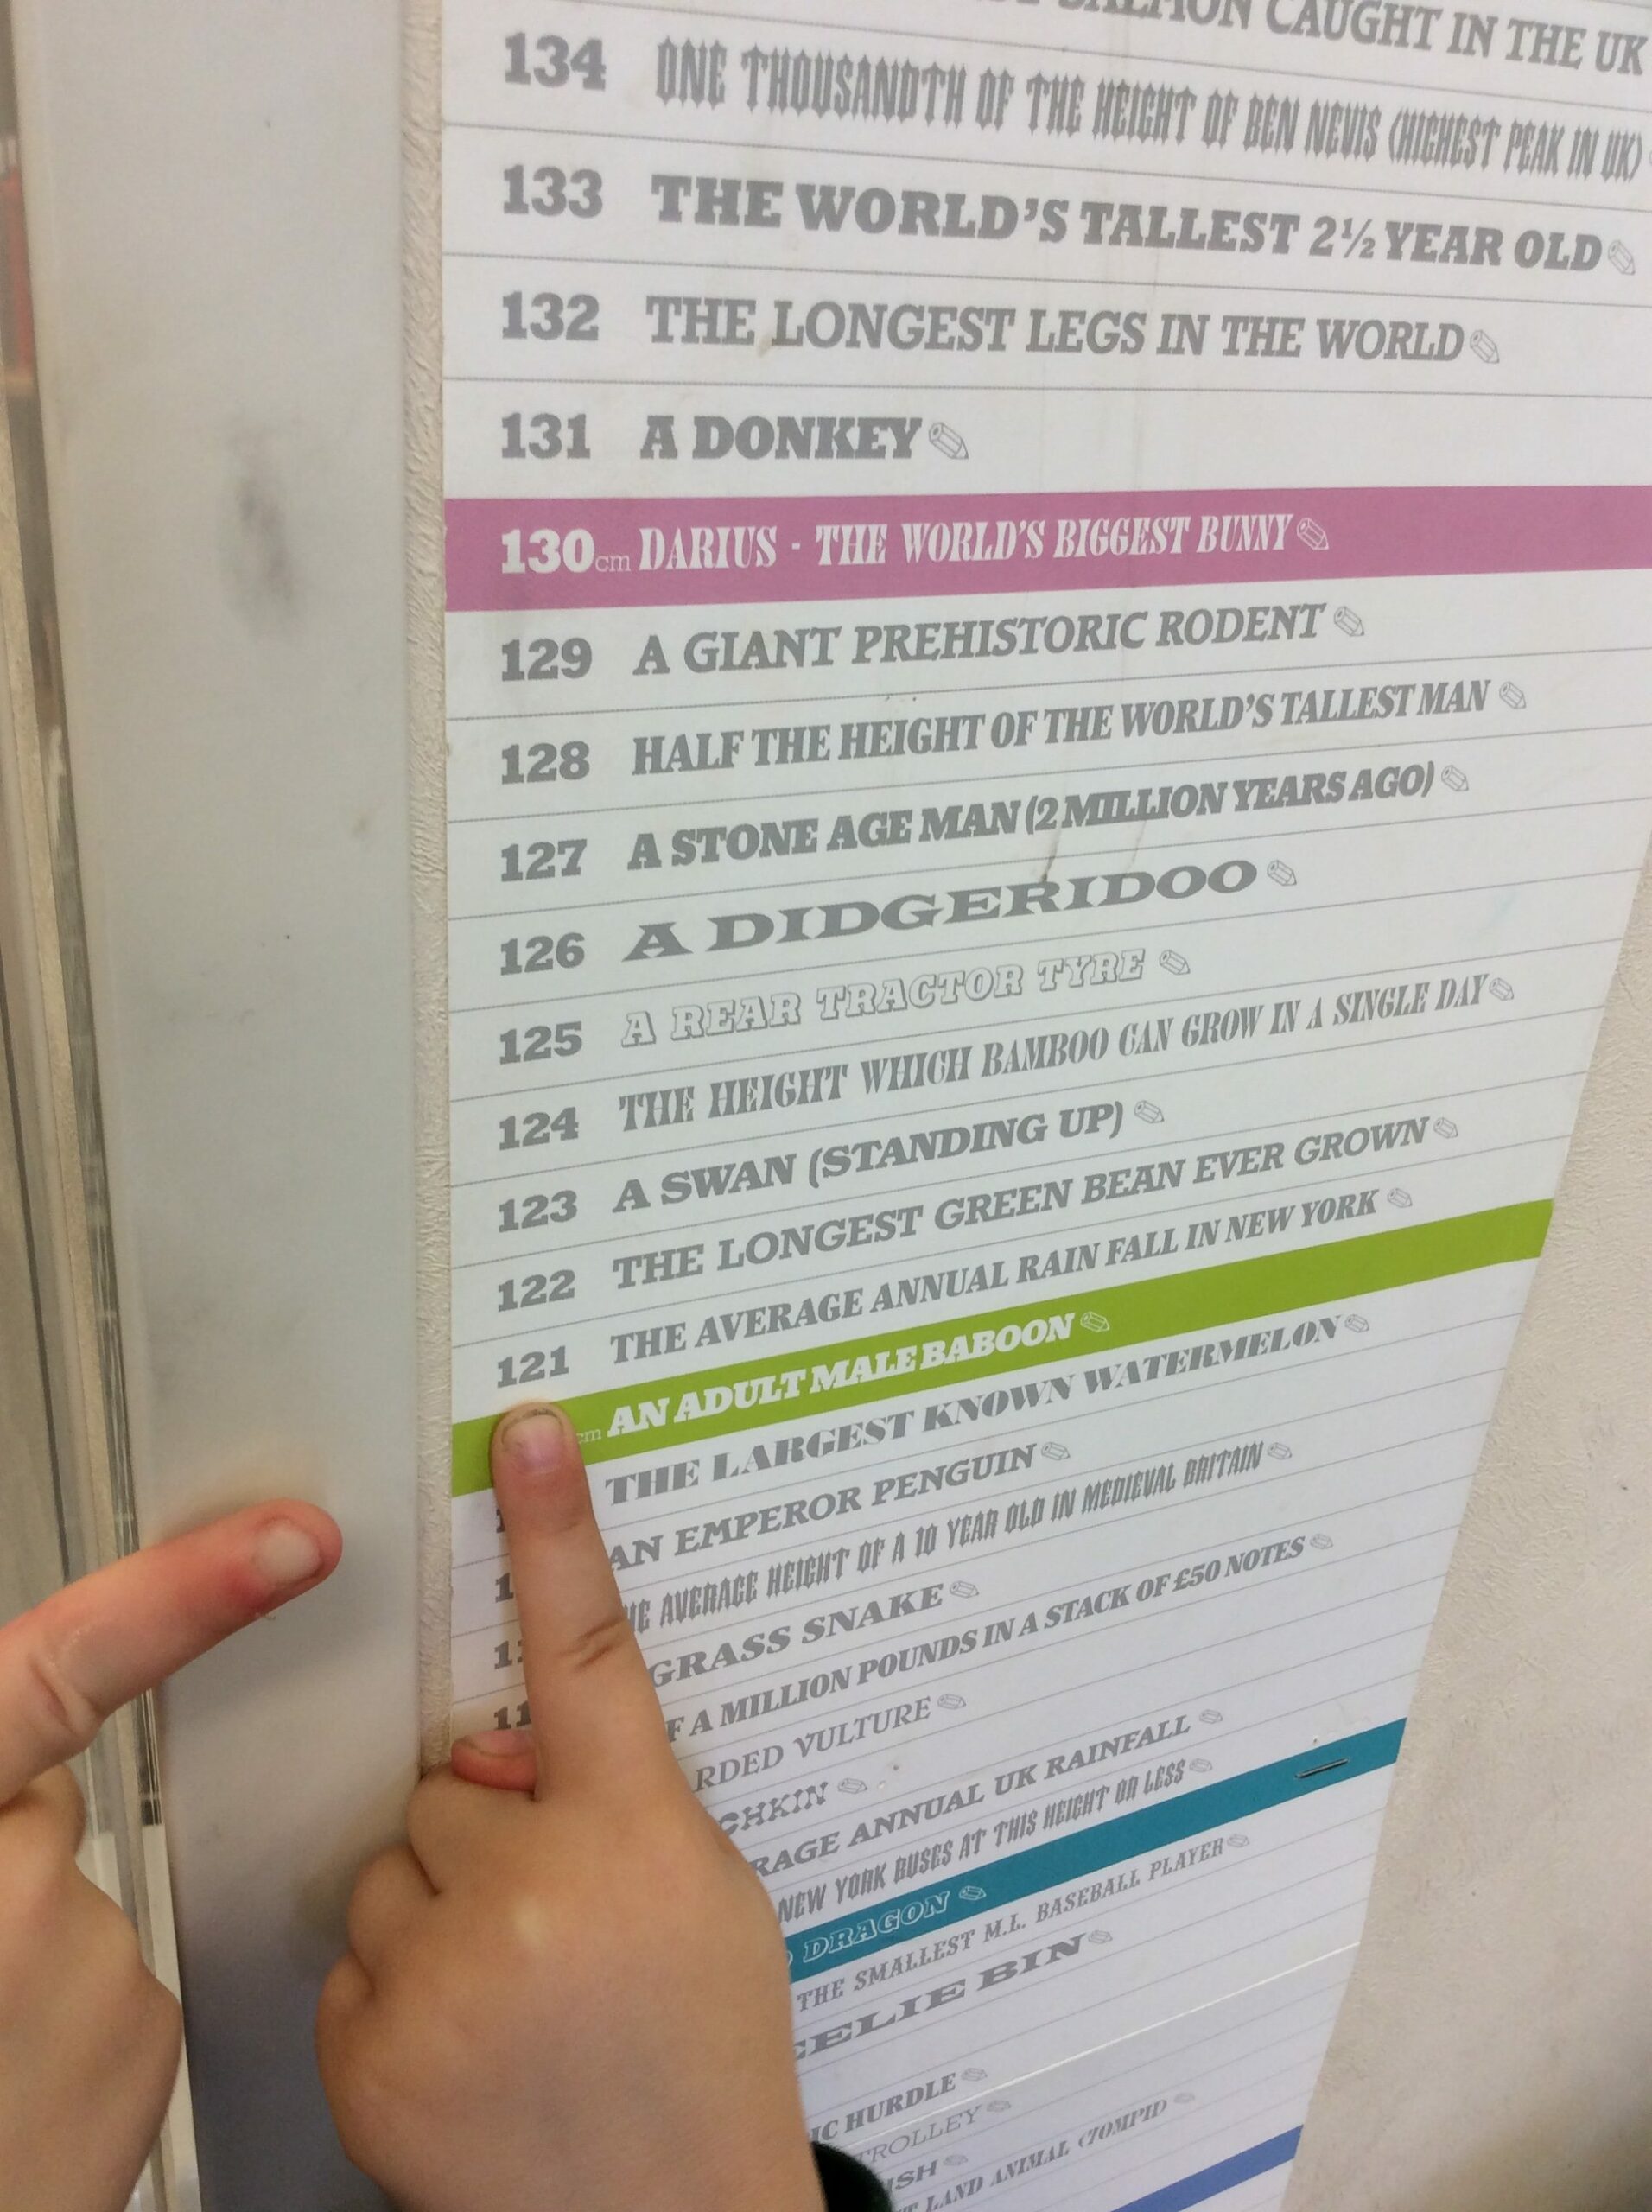 SALMON CAUGHT IN THE UK
134 ONE THOUSANDTH OF THE HEIGHT OF BEN NEVIS (HIGHEST PEAK IN UK)
133 THE WORLD'S TALLEST 2½ YEAR OLD
132 THE LONGEST LEGS IN THE WORLD
131 A DONKEY
130cm DARIUS - THE WORLD'S BIGGEST BUNNY
129 A GIANT PREHISTORIC RODENT
128 HALF THE HEIGHT OF THE WORLD'S TALLEST MAN
127 A STONE AGE MAN (2 MILLION YEARS AGO)
126 A DIDGERIDOO
125 A REAR TRACTOR TYRE
124 THE HEIGHT WHICH BAMBOO CAN GROW IN A SINGLE DAY
123 A SWAN (STANDING UP)
122 THE LONGEST GREEN BEAN EVER GROWN
121 THE AVERAGE ANNUAL RAIN FALL IN NEW YORK
cm AN ADULT MALE BABOON
THE LARGEST KNOWN WATERMELON
AN EMPEROR PENGUIN
AVERAGE HEIGHT OF A 10 YEAR OLD IN MEDIEVAL BRITAIN
GRASS SNAKE
A MILLION POUNDS IN A STACK OF £50 NOTES
RDED VULTURE
CHKIN
RAGE ANNUAL UK RAINFALL
NEW YORK BUSES AT THIS HEIGHT OR LESS
DRAGON
THE SMALLEST M.L. BASEBALL PLAYER
EELIE BIN
IC HURDLE
TROLLEY
ISH
LAND ANIMAL